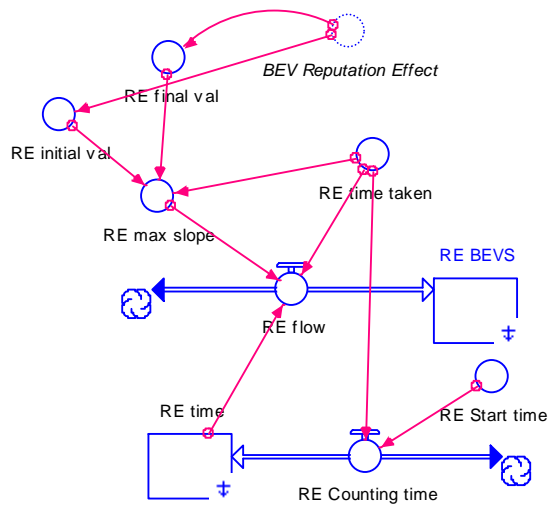 BEV Reputation Effect
RE final val
RE initial val
RE time taken
RE max slope
RE BEVS
RE flow
RE time
RE Start time
RE Counting time